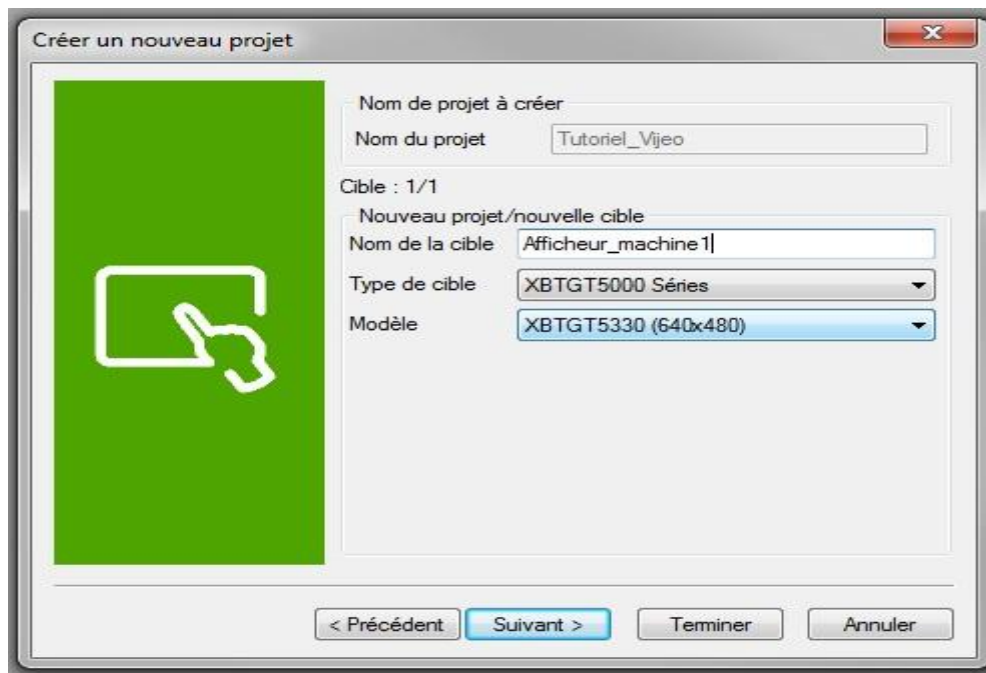 Créer un nouveau projet
Nom de projet à créer
Nom du projet Tutoriel_Vijeo
Cible : 1/1
Nouveau projet/nouvelle cible
Nom de la cible Afficheur_machine1
Type de cible XBTGT5000 Séries
Modèle XBTGT5330 (640x480)
< Précédent Suivant > Terminer Annuler